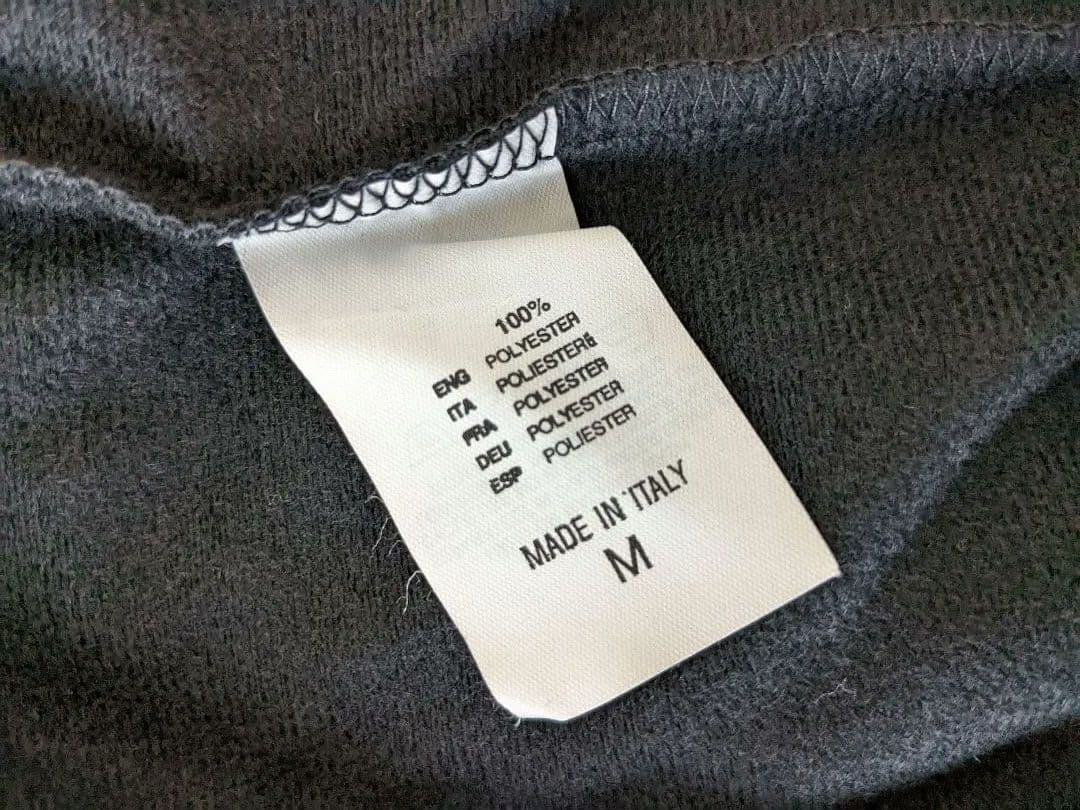 100%
ENG POLYESTER
ITA POLIESTERE
FRA POLYESTER
DEU POLYESTER
ESP POLIESTER
MADE IN ITALY
M